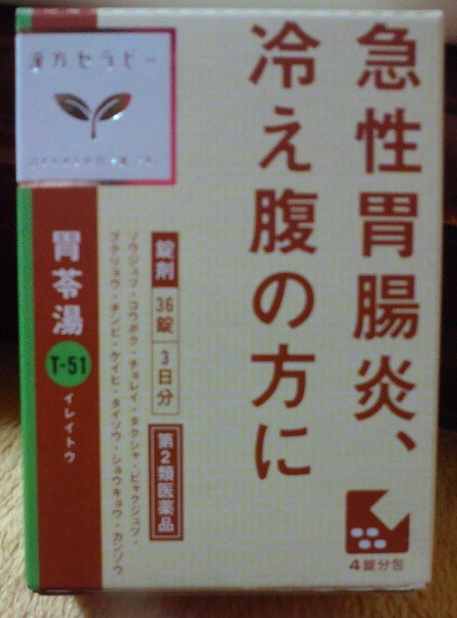 急性胃腸炎、
冷え腹の方に
漢方セラピー
錠剤
36錠
3日分
第2類医薬品
ソウジュツ・コウボク・チョレイ・タクシャ・ビャクジュツ・
ブクリョウ・チンピ・ケイヒ・タイソウ・ショウキョウ・カンゾウ
胃苓湯
T-51
イレイトウ
4錠分包